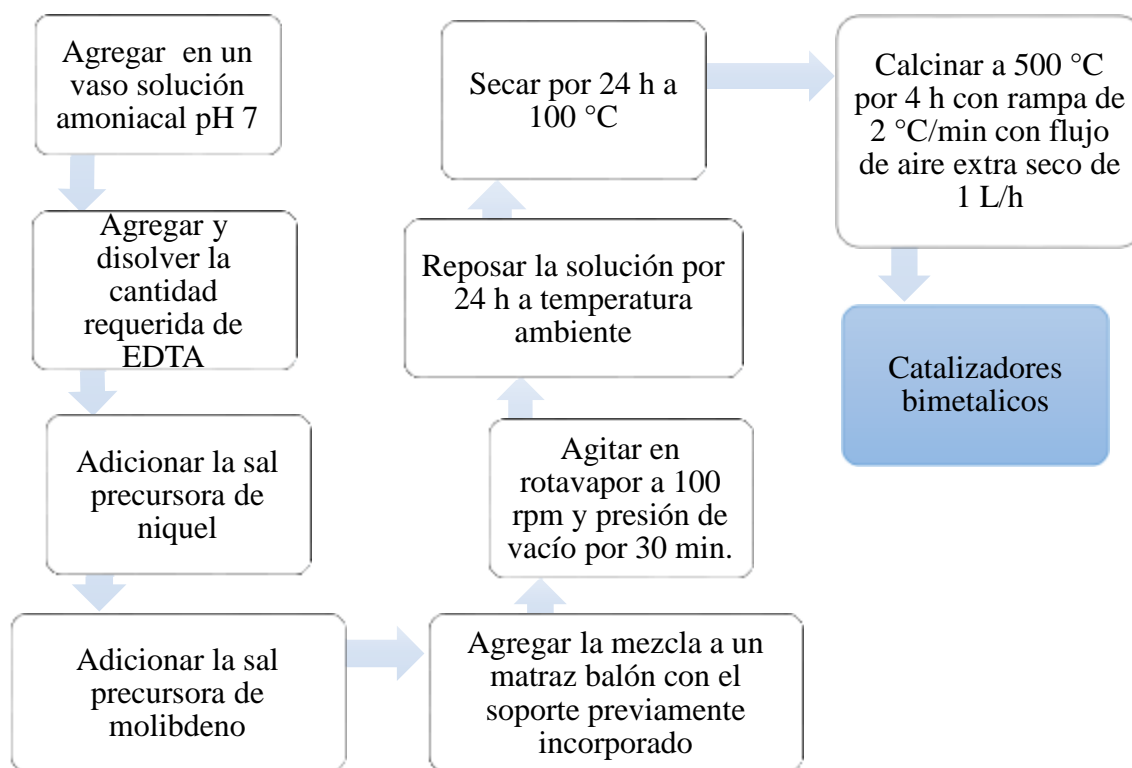 Agregar en un
vaso solución
amoniacal pH 7
Agregar y
disolver la
cantidad
requerida de
EDTA
Adicionar la sal
precursora de
niquel
Adicionar la sal
precursora de
molibdeno
Agregar la mezcla a un
matraz balón con el
soporte previamente
incorporado
Agitar en
rotavapor a 100
rpm y presión de
vacío por 30 min.
Reposar la solución por
24 h a temperatura
ambiente
Secar por 24 h a
100 °C
Calcinar a 500 °C
por 4 h con rampa de
2 °C/min con flujo
de aire extra seco de
1 L/h
Catalizadores
bimetalicos